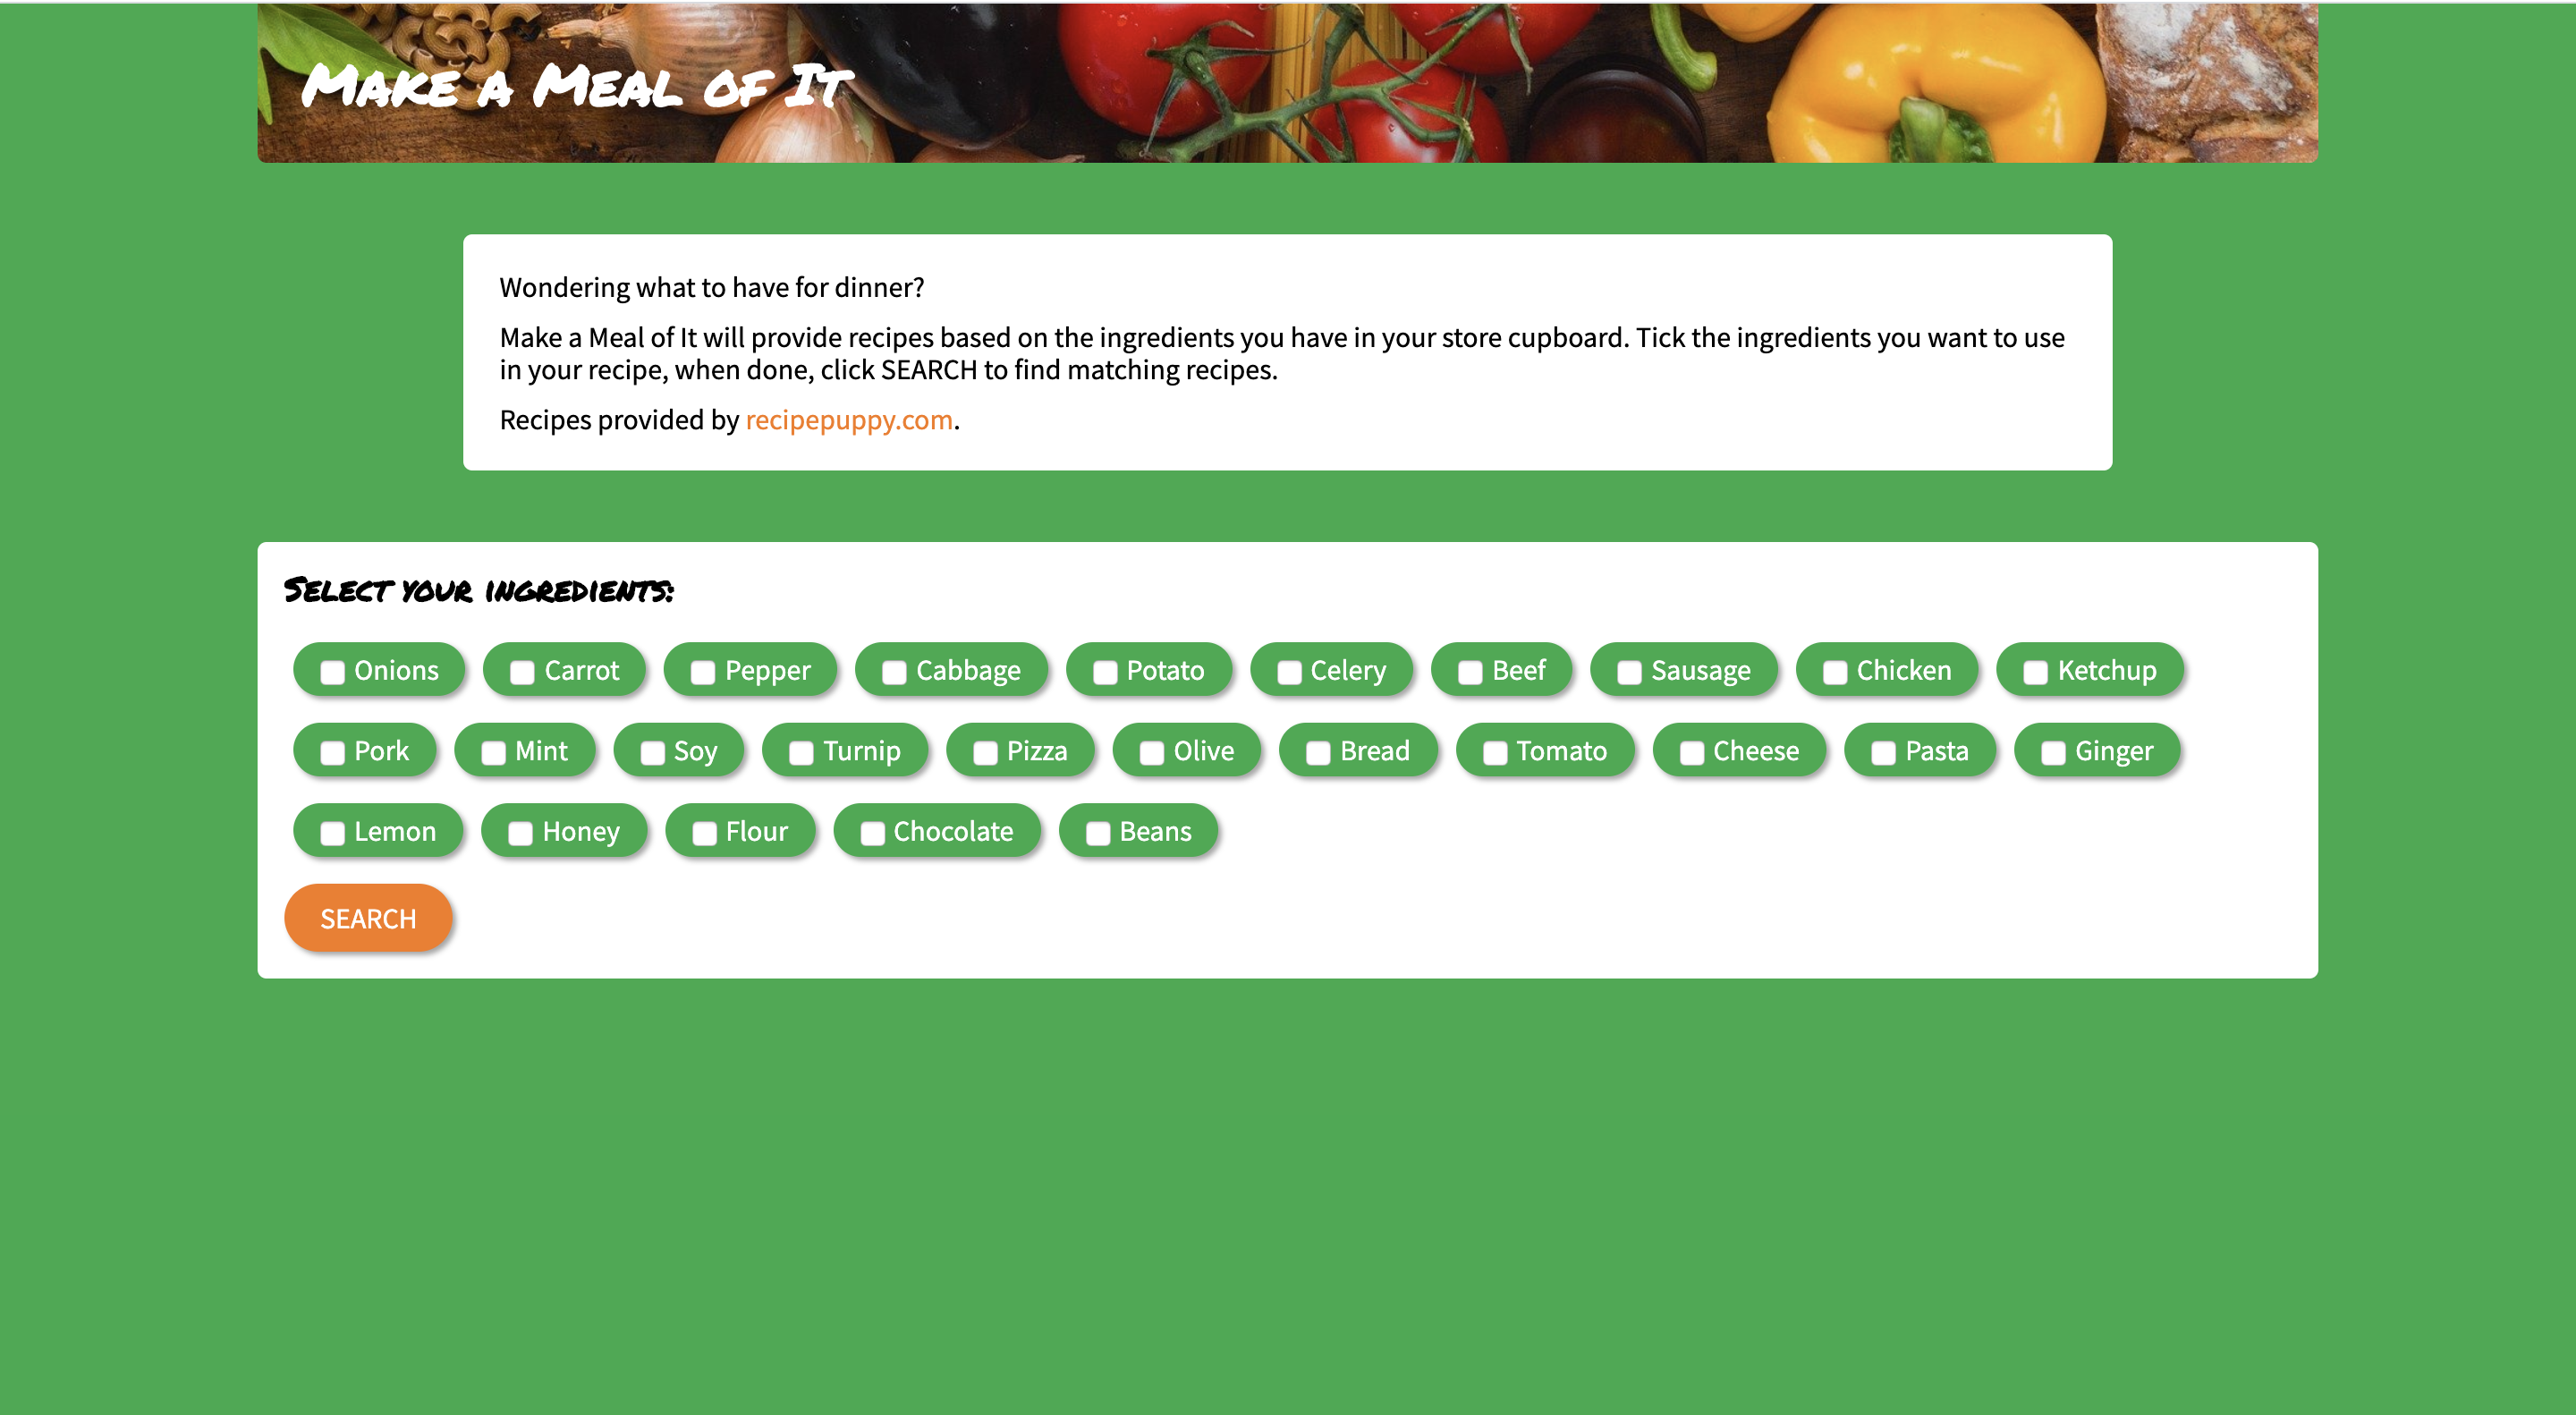 Make a Meal of It
Wondering what to have for dinner?
Make a Meal of It will provide recipes based on the ingredients you have in your store cupboard. Tick the ingredients you want to use
in your recipe, when done, click SEARCH to find matching recipes.
Recipes provided by recipepuppy.com.
Select your ingredients:
Onions Carrot Pepper Cabbage Potato Celery Beef Sausage Chicken Ketchup
Pork Mint Soy Turnip Pizza Olive Bread Tomato Cheese Pasta Ginger
Lemon Honey Flour Chocolate Beans
SEARCH